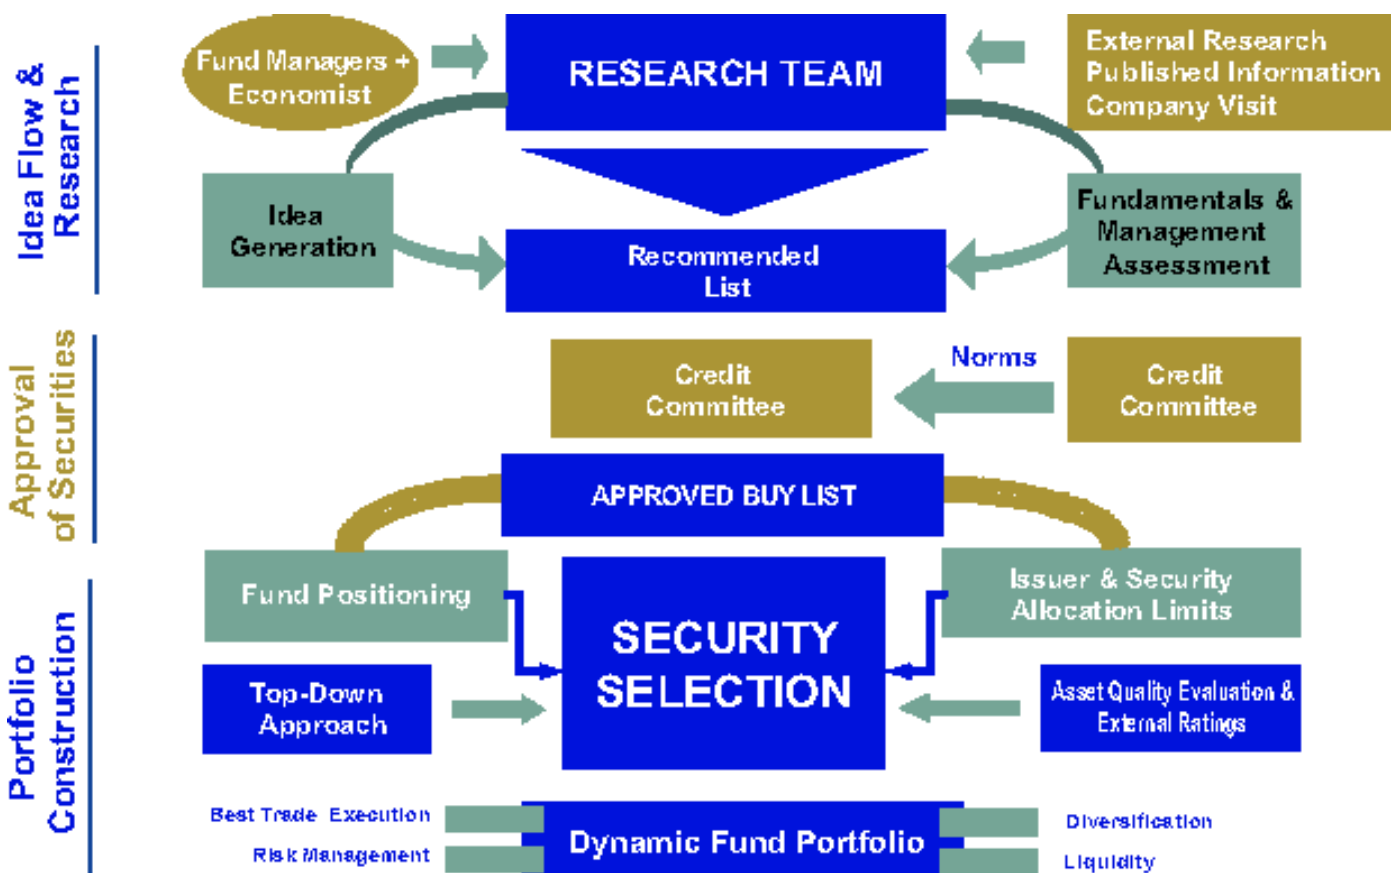 Idea Flow &
Research
Fund Managers +
Economist
RESEARCH TEAM
External Research
Published Information
Company Visit
Idea
Generation
Recommended
List
Fundamentals &
Management
Assessment
Approval
of Securities
Credit
Committee
Norms
Credit
Committee
APPROVED BUY LIST
Portfolio
Construction
Fund Positioning
SECURITY
SELECTION
Issuer & Security
Allocation Limits
Top-Down
Approach
Asset Quality Evaluation &
External Ratings
Best Trade Execution
Risk Management
Dynamic Fund Portfolio
Diversification
Liquidity